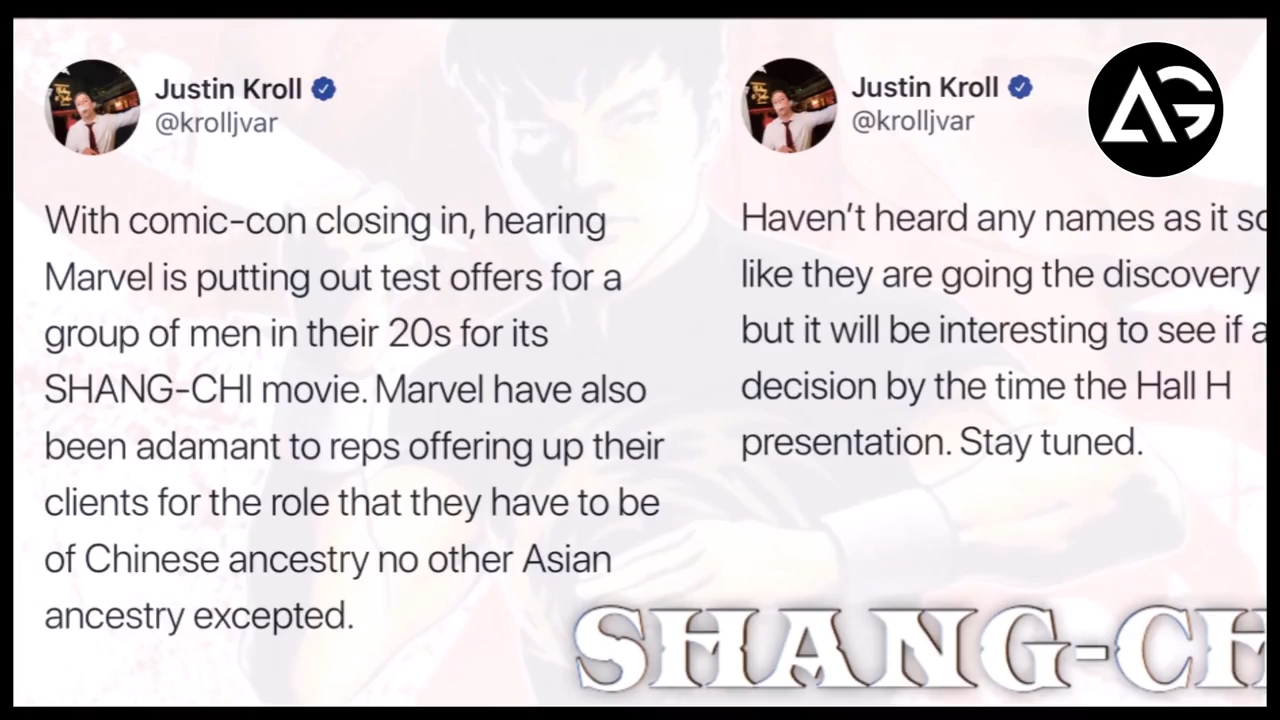 Justin Kroll
@krolljvar
With comic-con closing in, hearing
Marvel is putting out test offers for a
group of men in their 20s for its
SHANG-CHI movie. Marvel have also
been adamant to reps offering up their
clients for the role that they have to be
of Chinese ancestry no other Asian
ancestry excepted.
Justin Kroll
@krolljvar
Haven't heard any names as it
like they are going the discovery
but it will be interesting to see if
decision by the time the Hall H
presentation. Stay tuned.
AG
SHANG-CH